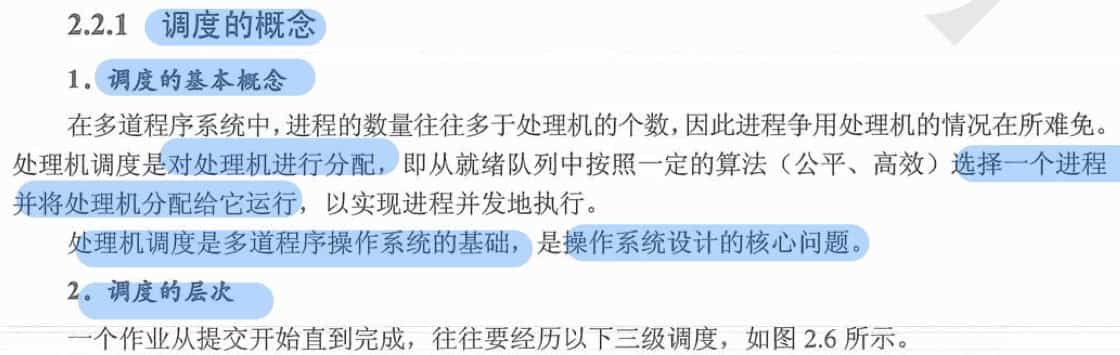 2.2.1 调度的概念
1. 调度的基本概念
在多道程序系统中,进程的数量往往多于处理机的个数,因此进程争用处理机的情况在所难免。
处理机调度是对处理机进行分配,即从就绪队列中按照一定的算法（公平、高效）选择一个进程
并将处理机分配给它运行，以实现进程并发地执行。
处理机调度是多道程序操作系统的基础，是操作系统设计的核心问题。
2. 调度的层次
一个作业从提交开始直到完成，往往要经历以下三级调度，如图 2.6 所示。